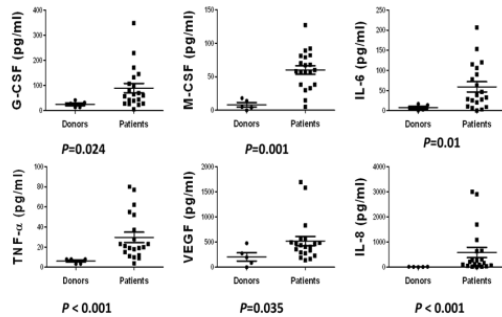 G-CSF (pg/ml)
400
300
200
100
0
Donors Patients
P=0.024
M-CSF (pg/ml)
150
100
50
0
Donors Patients
P=0.001
IL-6 (pg/ml)
250
200
150
100
50
0
Donors Patients
P=0.01
TNF-α (pg/ml)
100
80
60
40
20
0
Donors Patients
P < 0.001
VEGF (pg/ml)
2000
1500
1000
500
0
Donors Patients
P=0.035
IL-8 (pg/ml)
4000
3000
2000
1000
0
Donors Patients
P < 0.001